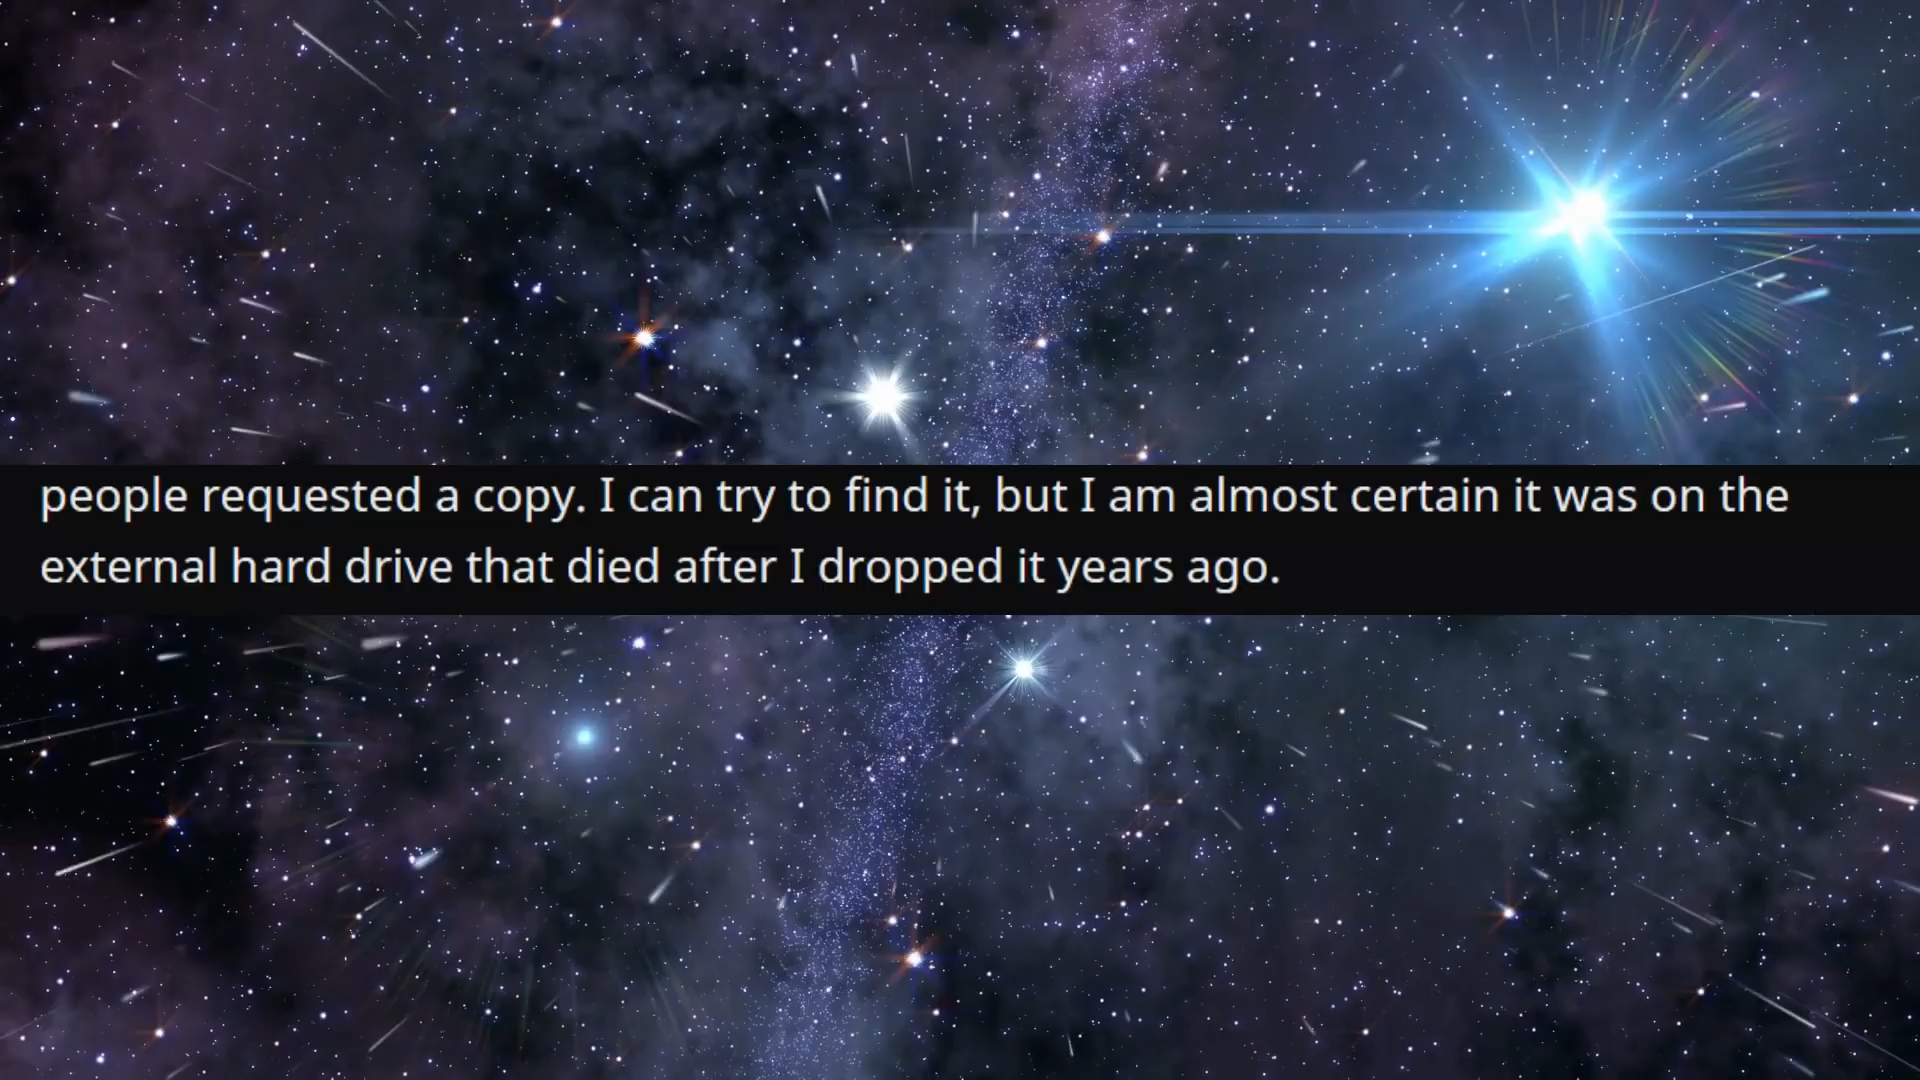 people requested a copy. I can try to find it, but I am almost certain it was on the
external hard drive that died after I dropped it years ago.